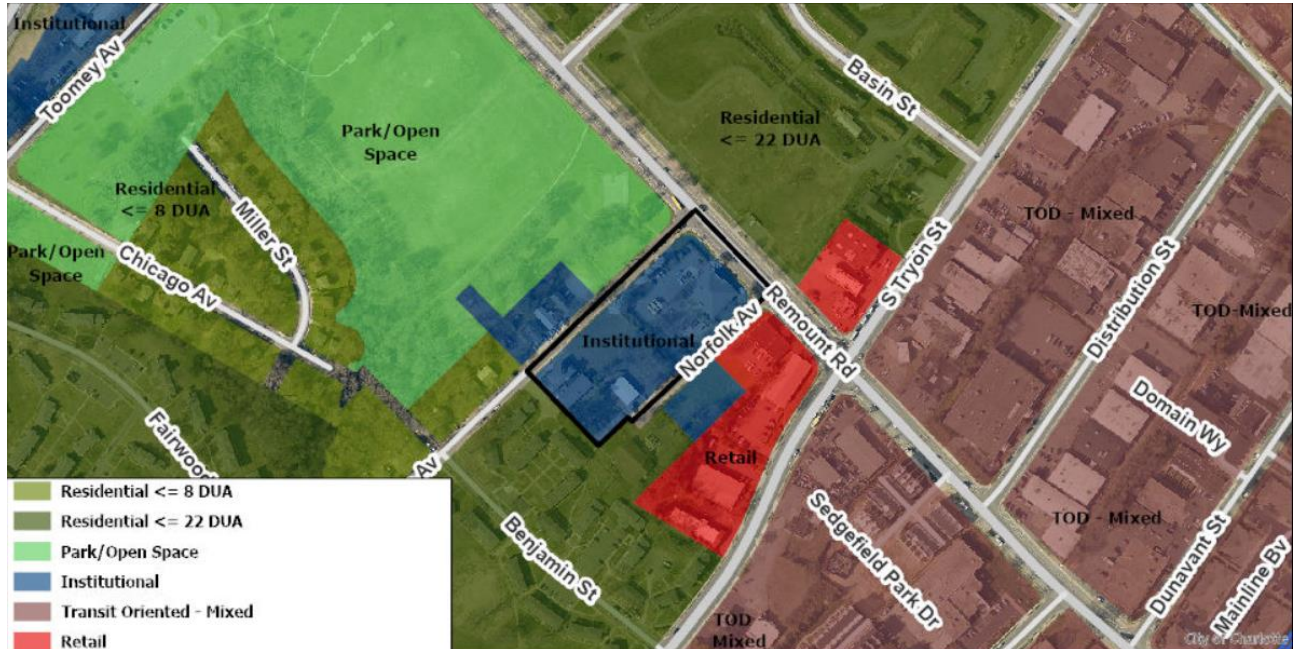 Institutional
Toomey Av
Park/Open
Space
Residential
<= 22 DUA
Basin St
Residential
<= 8 DUA
Miller St
Park/Open
Space
Chicago Av
TOD - Mixed
S Tryon St
Distribution St
Remount Rd
TOD-Mixed
Institutional
Norfolk Av
Domain Wy
Retail
Fairwood
Av
TOD - Mixed
Sedgefield Park Dr
Benjamin St
Dunavant St
Mainline Bv
TOD
Mixed
City of Charlotte
Residential <= 8 DUA
Residential <= 22 DUA
Park/Open Space
Institutional
Transit Oriented - Mixed
Retail